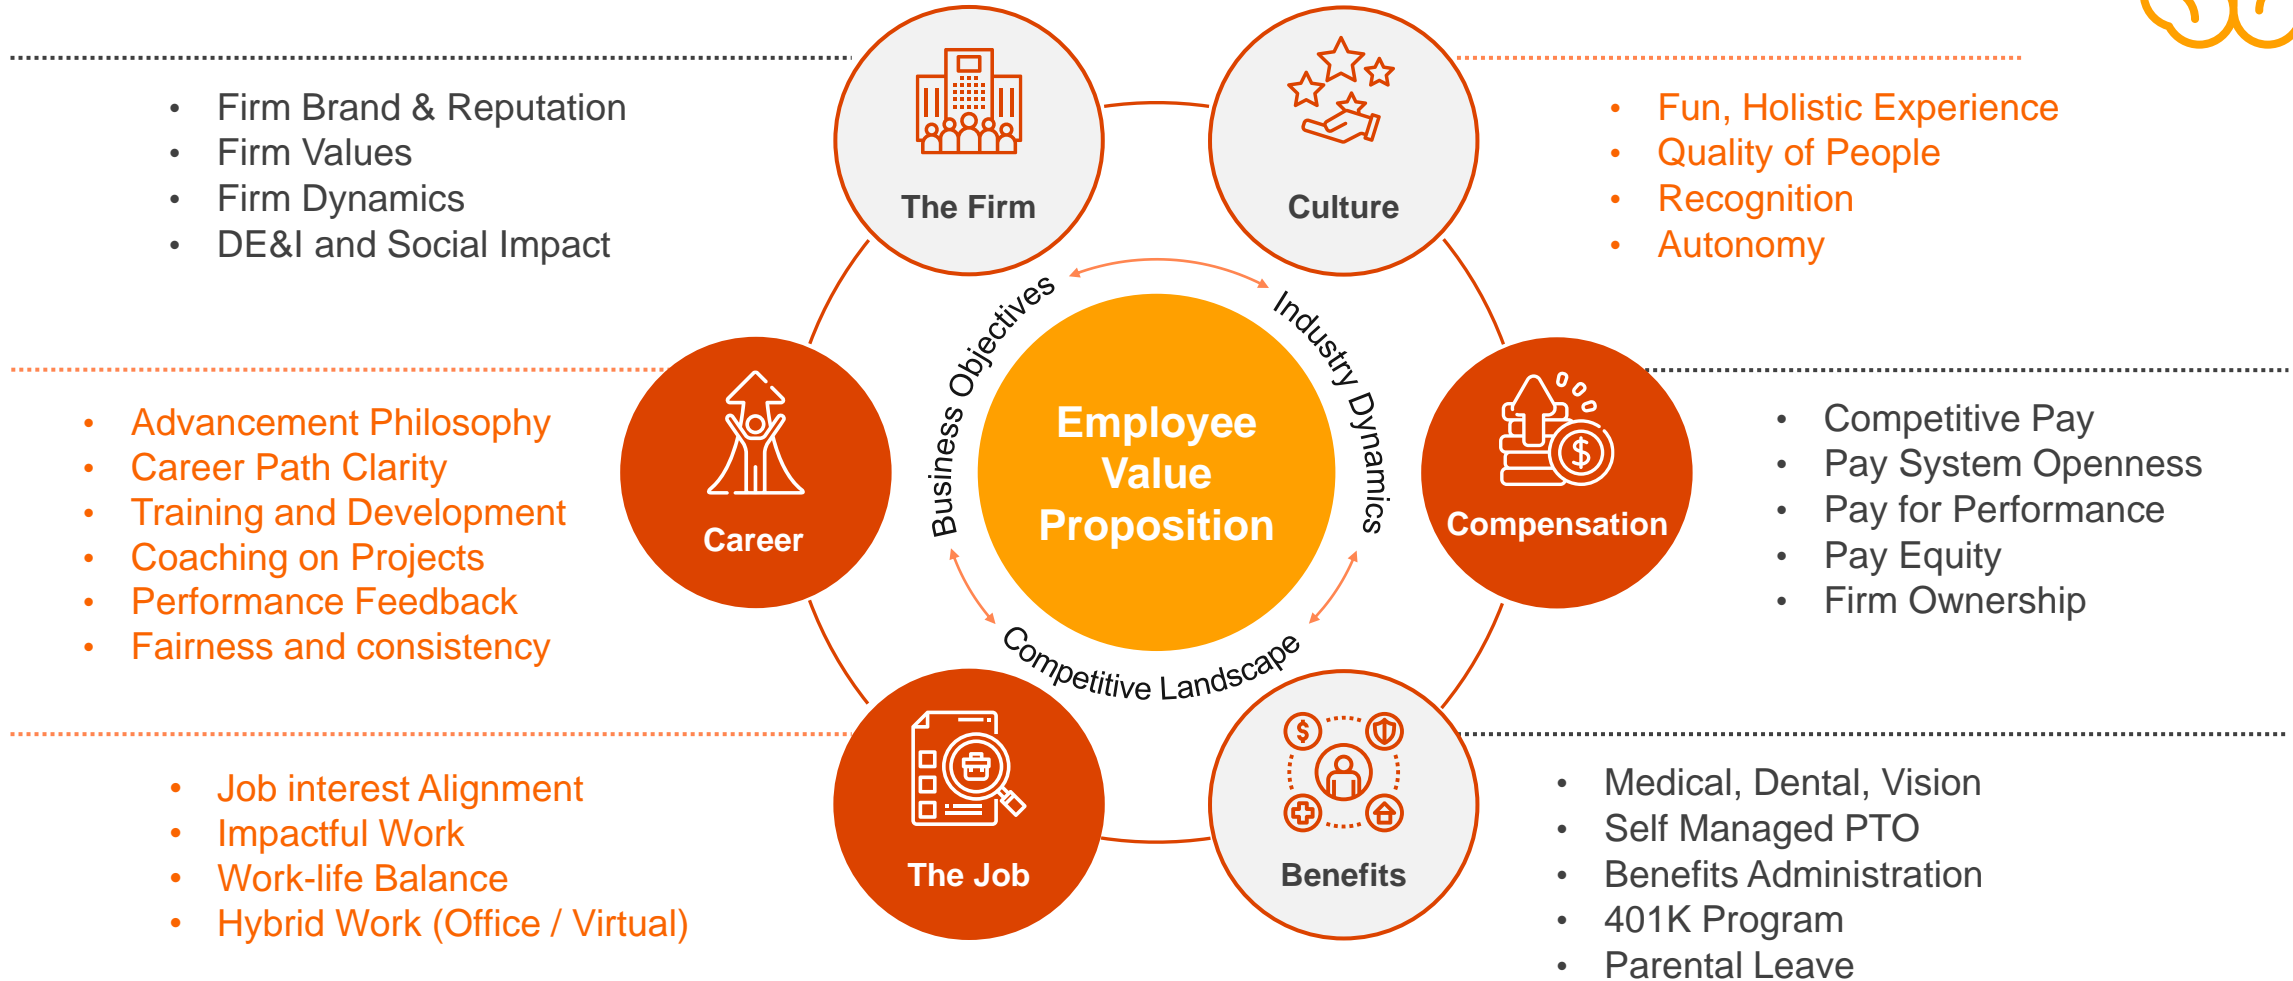 The Firm
• Firm Brand & Reputation
• Firm Values
• Firm Dynamics
• DE&I and Social Impact
Culture
• Fun, Holistic Experience
• Quality of People
• Recognition
• Autonomy
Career
• Advancement Philosophy
• Career Path Clarity
• Training and Development
• Coaching on Projects
• Performance Feedback
• Fairness and consistency
Business Objectives
Industry Dynamics
Competitive Landscape
Employee
Value
Proposition
Compensation
• Competitive Pay
• Pay System Openness
• Pay for Performance
• Pay Equity
• Firm Ownership
The Job
• Job interest Alignment
• Impactful Work
• Work-life Balance
• Hybrid Work (Office / Virtual)
Benefits
• Medical, Dental, Vision
• Self Managed PTO
• Benefits Administration
• 401K Program
• Parental Leave